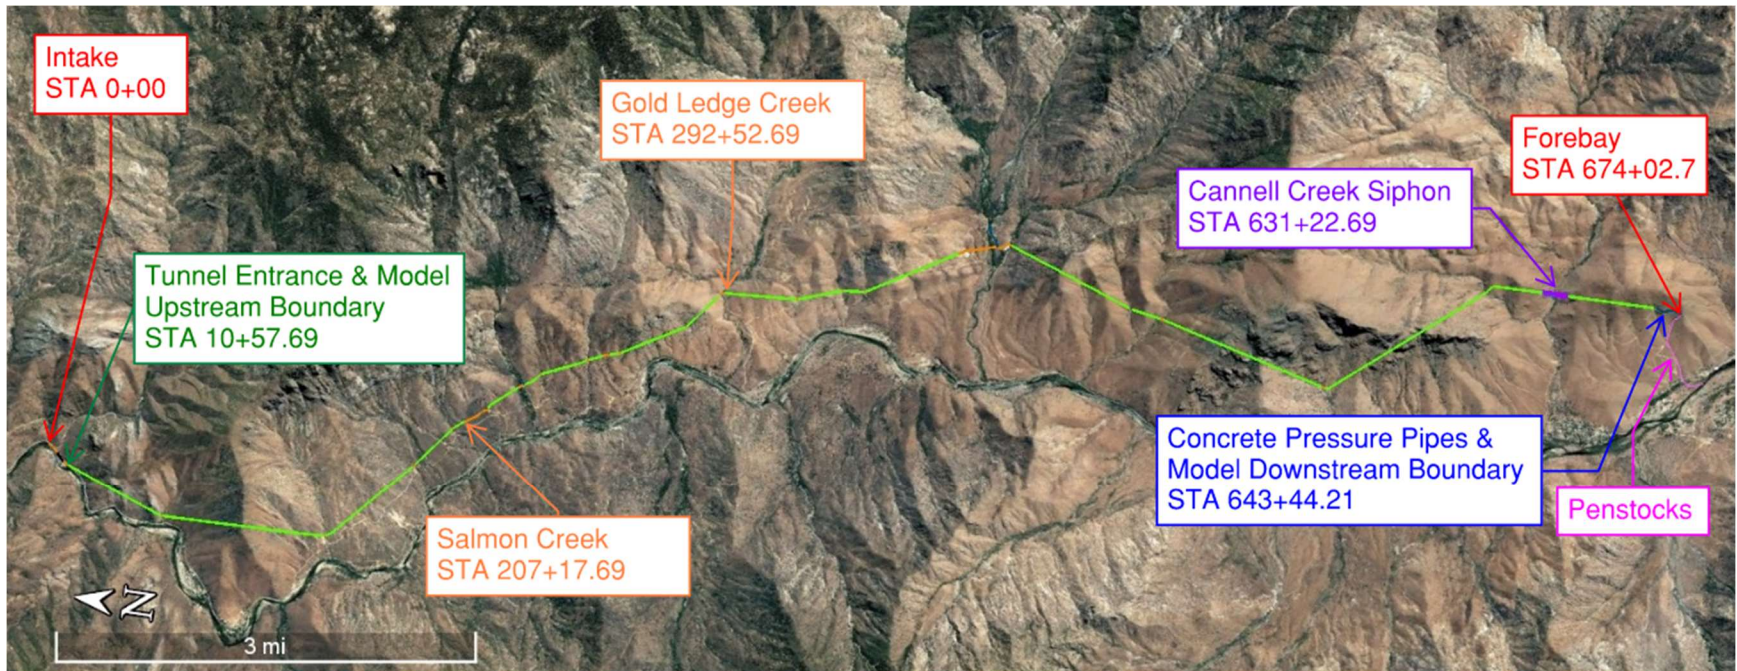 Intake
STA 0+00
Gold Ledge Creek
STA 292+52.69
Forebay
STA 674+02.7
Cannell Creek Siphon
STA 631+22.69
Tunnel Entrance & Model
Upstream Boundary
STA 10+57.69
Concrete Pressure Pipes &
Model Downstream Boundary
STA 643+44.21
Penstocks
Salmon Creek
STA 207+17.69
N
3 mi